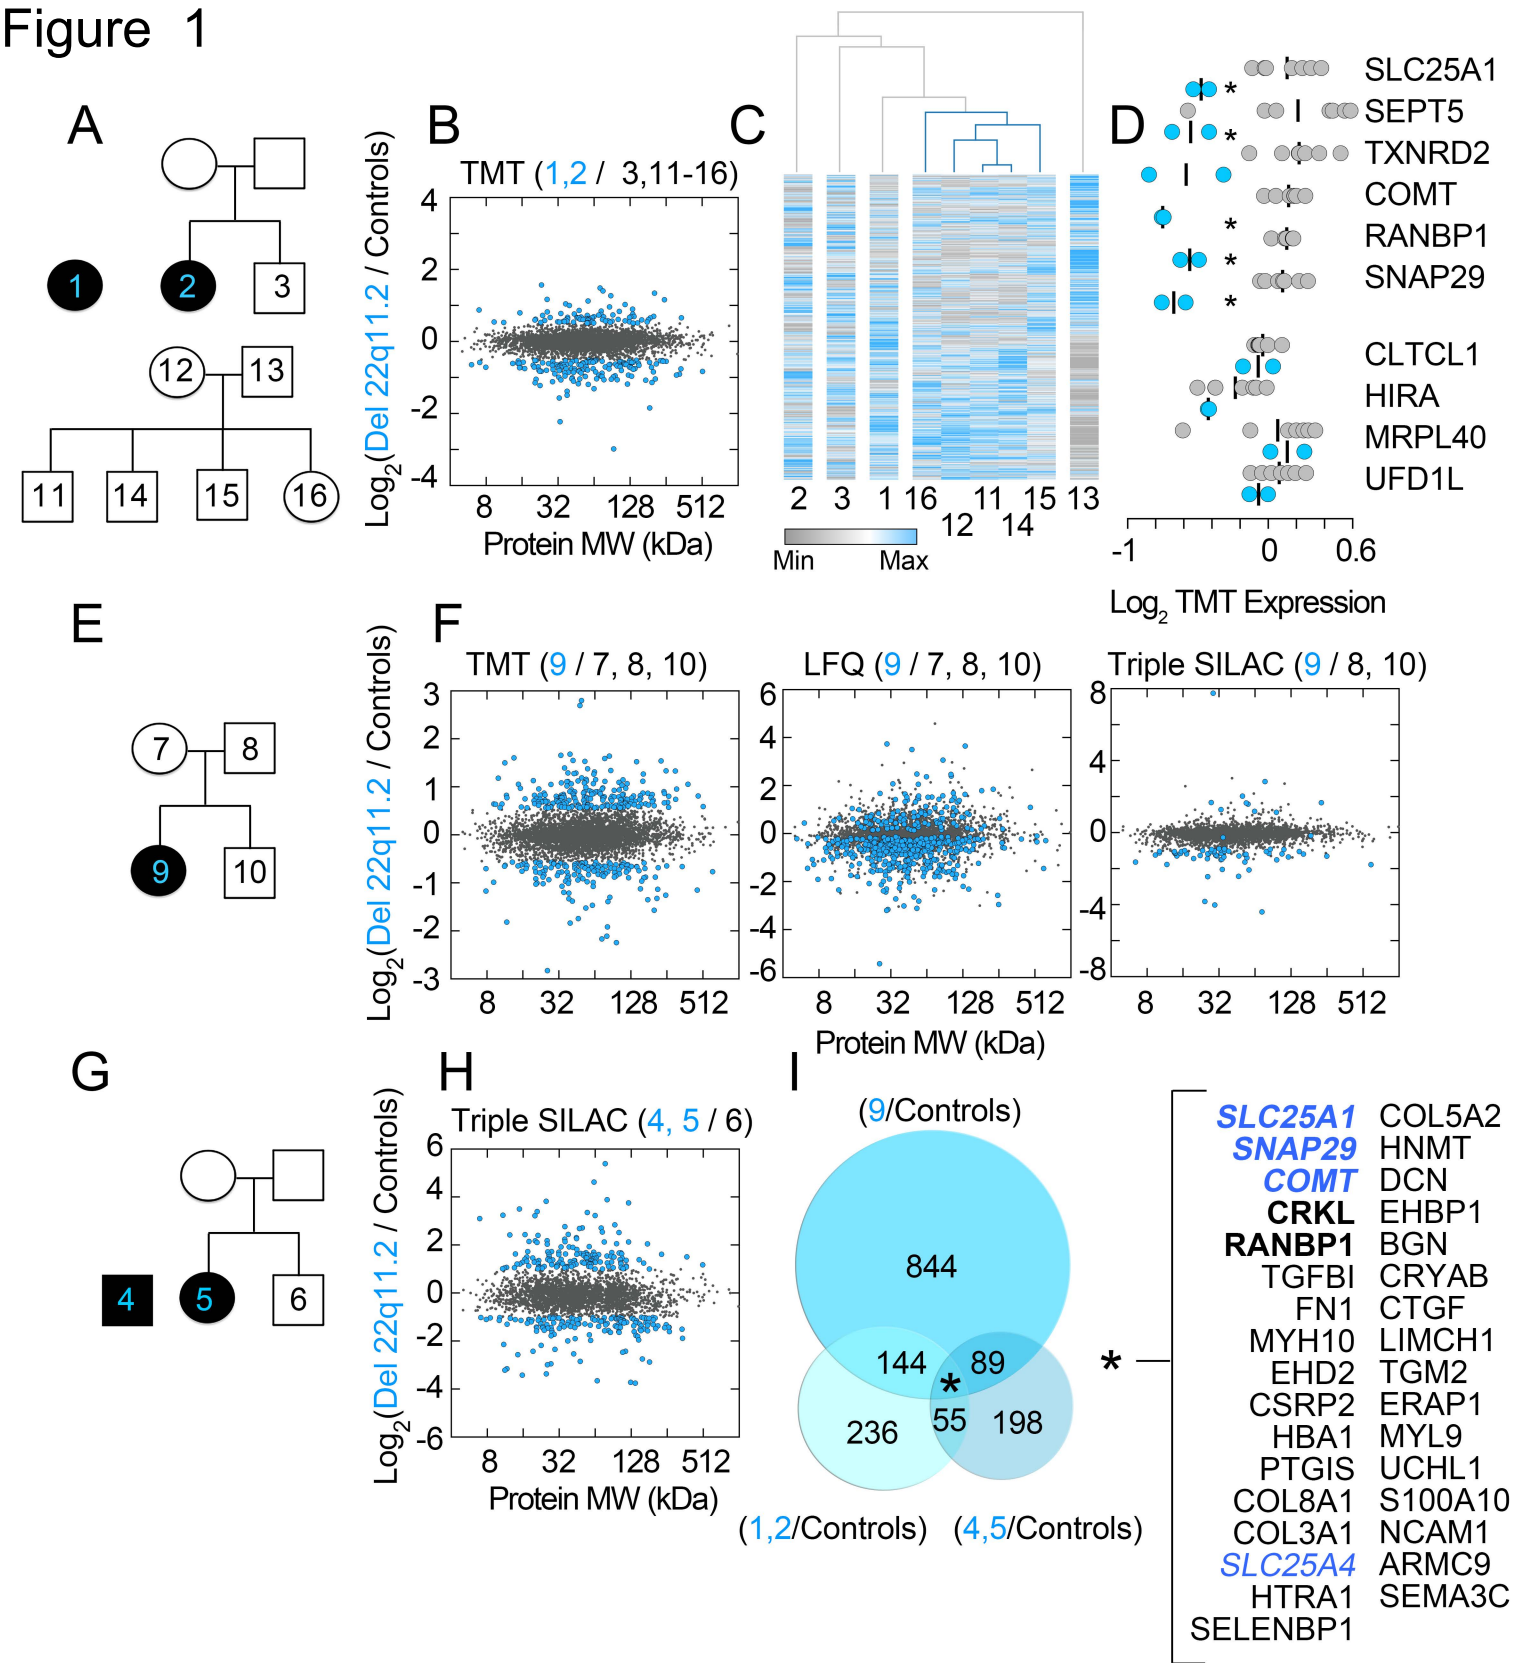 Figure 1
A
1
2
3
12
13
11
14
15
16
B
TMT (1,2 / 3,11-16)
Log2(Del 22q11.2 / Controls)
4
2
0
-2
-4
8 32 128 512
Protein MW (kDa)
C
2 3 1 16 11 15 13
12 14
Min Max
D
SLC25A1
*
SEPT5
*
TXNRD2
COMT
*
RANBP1
*
SNAP29
*
CLTCL1
HIRA
MRPL40
UFD1L
-1 0 0.6
Log2 TMT Expression
E
7
8
9
10
F
TMT (9 / 7, 8, 10)
Log2(Del 22q11.2 / Controls)
3
2
1
0
-1
-2
-3
8 32 128 512
LFQ (9 / 7, 8, 10)
6
4
2
0
-2
-4
-6
8 32 128 512
Protein MW (kDa)
Triple SILAC (9 / 8, 10)
8
4
0
-4
-8
8 32 128 512
G
4
5
6
H
Triple SILAC (4, 5 / 6)
Log2(Del 22q11.2 / Controls)
6
4
2
0
-2
-4
-6
8 32 128 512
Protein MW (kDa)
I
(9/Controls)
844
144 89
*
236 55 198
(1,2/Controls) (4,5/Controls)
*
SLC25A1 COL5A2
SNAP29 HNMT
COMT DCN
CRKL EHBP1
RANBP1 BGN
TGFBI CRYAB
FN1 CTGF
MYH10 LIMCH1
EHD2 TGM2
CSRP2 ERAP1
HBA1 MYL9
PTGIS UCHL1
COL8A1 S100A10
COL3A1 NCAM1
SLC25A4 ARMC9
HTRA1 SEMA3C
SELENBP1